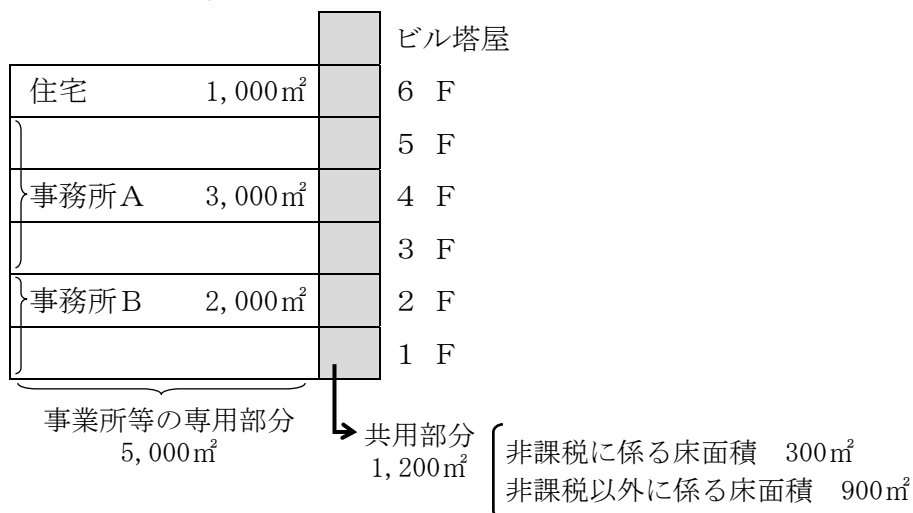 ビル塔屋
住宅 1,000㎡ 6 F
5 F
事務所A 3,000㎡ 4 F
3 F
事務所B 2,000㎡ 2 F
1 F
事業所等の専用部分
5,000㎡
共用部分
1,200㎡
非課税に係る床面積 300㎡
非課税以外に係る床面積 900㎡